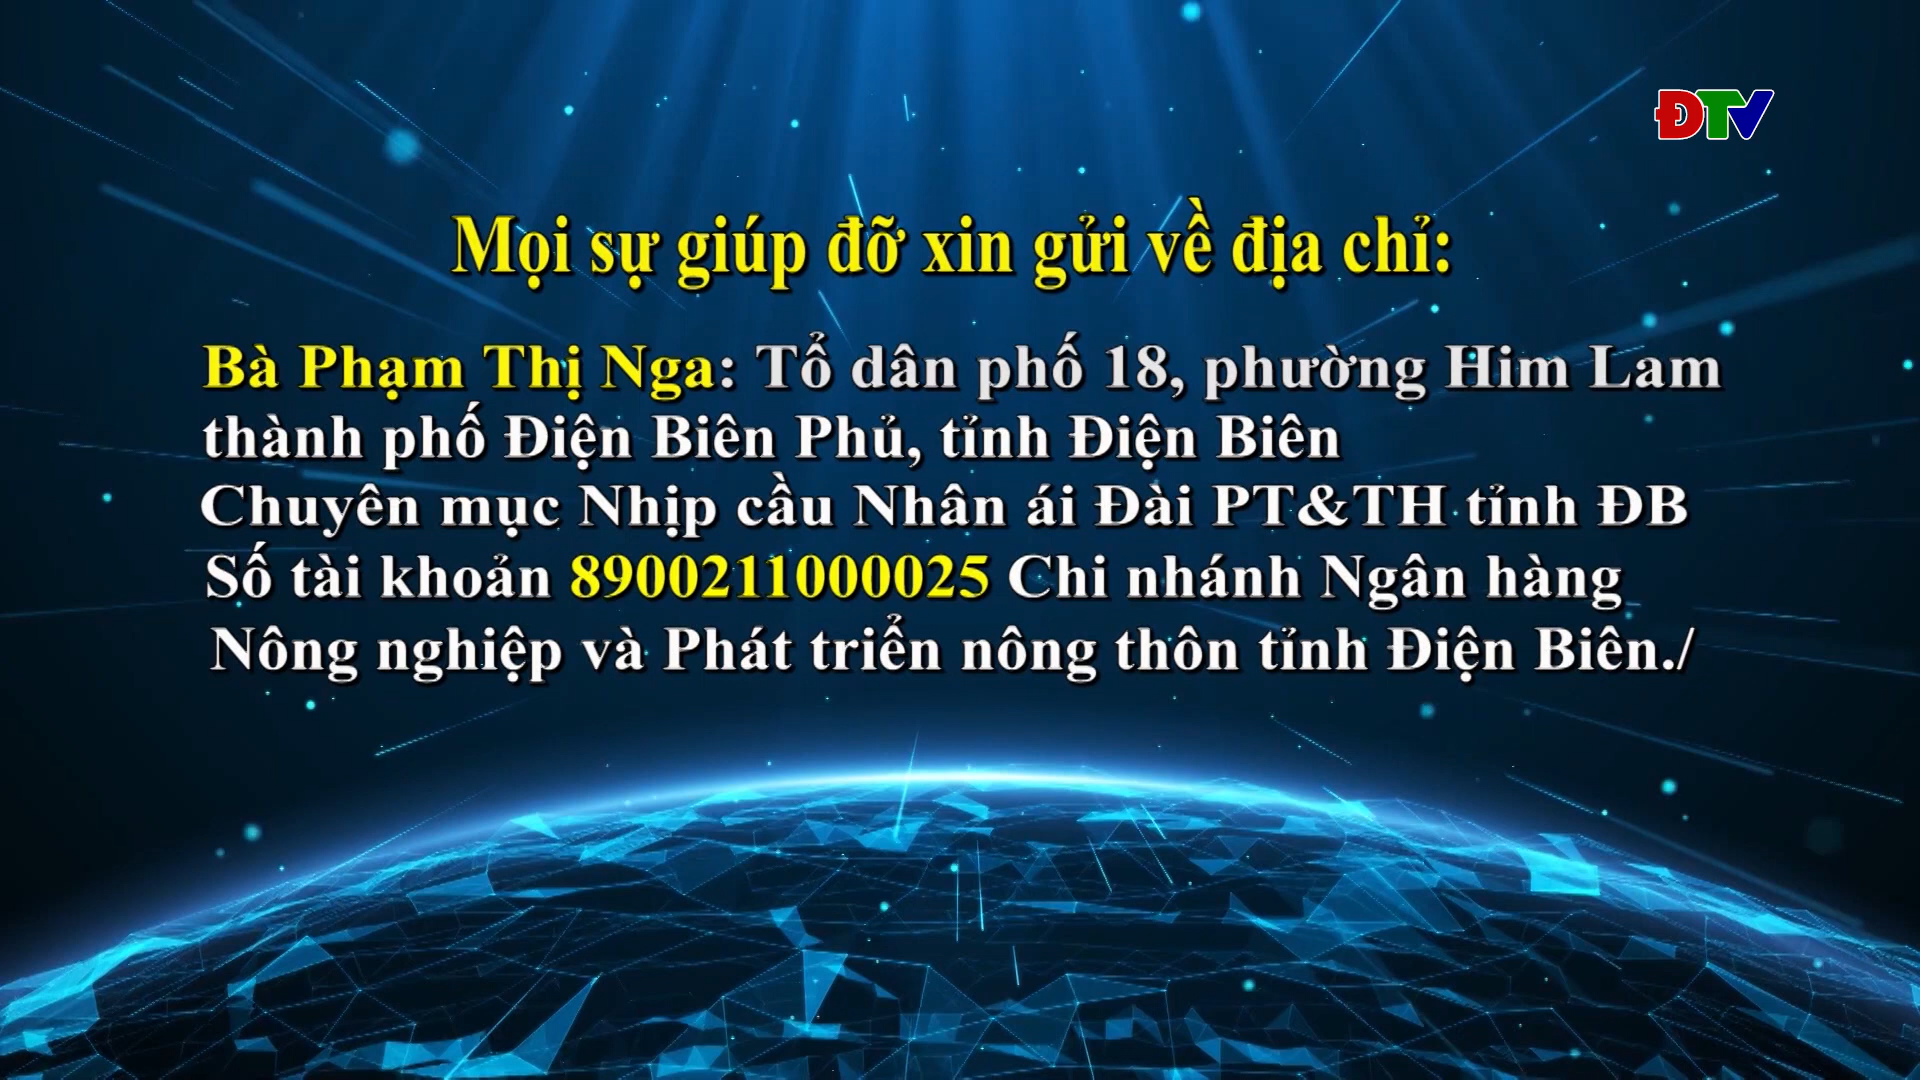 ĐTV
Mọi sự giúp đỡ xin gửi về địa chỉ:
Bà Phạm Thị Nga: Tổ dân phố 18, phường Him Lam
thành phố Điện Biên Phủ, tỉnh Điện Biên
Chuyên mục Nhịp cầu Nhân ái Đài PT&TH tỉnh ĐB
Số tài khoản 8900211000025 Chi nhánh Ngân hàng
Nông nghiệp và Phát triển nông thôn tỉnh Điện Biên./